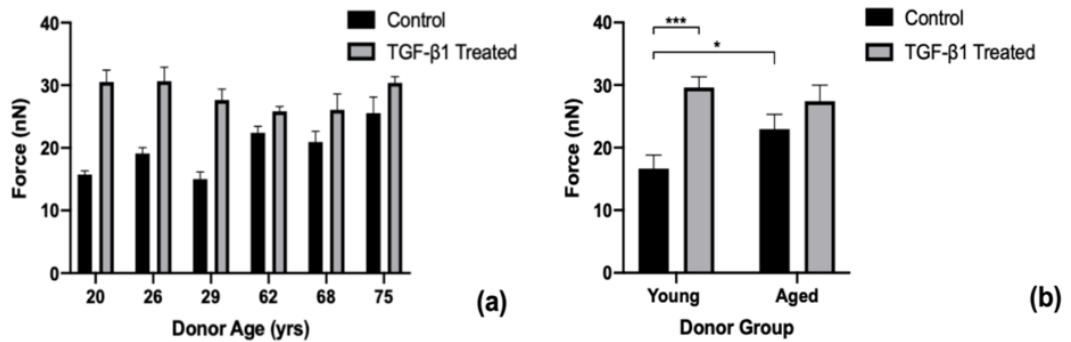 40
30
20
10
0
Force (nN)
Control
TGF-β1 Treated
20 26 29 62 68 75
Donor Age (yrs)
(a)
40
30
20
10
0
Force (nN)
***
*
Control
TGF-β1 Treated
Young Aged
Donor Group
(b)